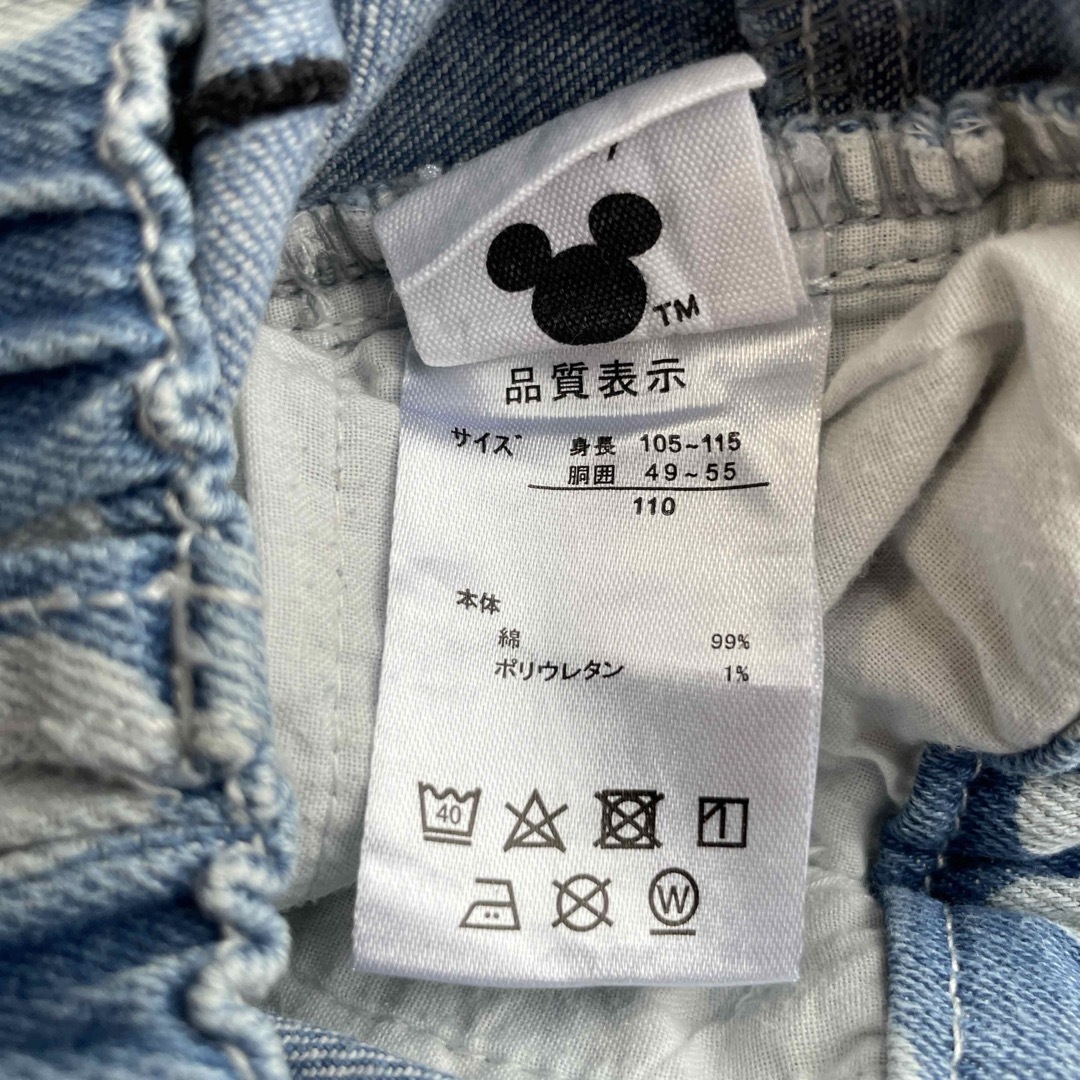 TM
品質表示
サイズ 身長 105~115
胴囲 49~55
110
本体
綿 99%
ポリウレタン 1%
40
W